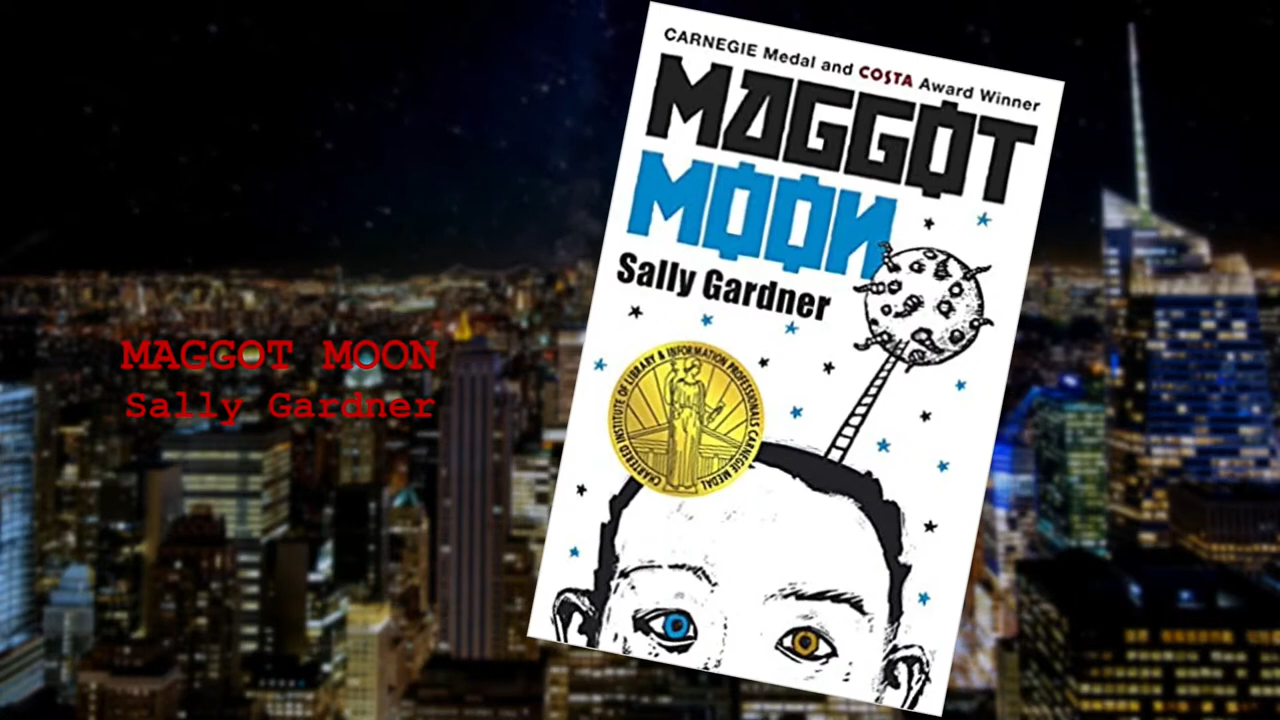 MAGGOT MOON
Sally Gardner
CARNEGIE Medal and COSTA Award Winner
MAGGOT
MOON
Sally Gardner
CHARTERED INSTITUTE OF LIBRARY & INFORMATION PROFESSIONALS CARNEGIE MEDAL